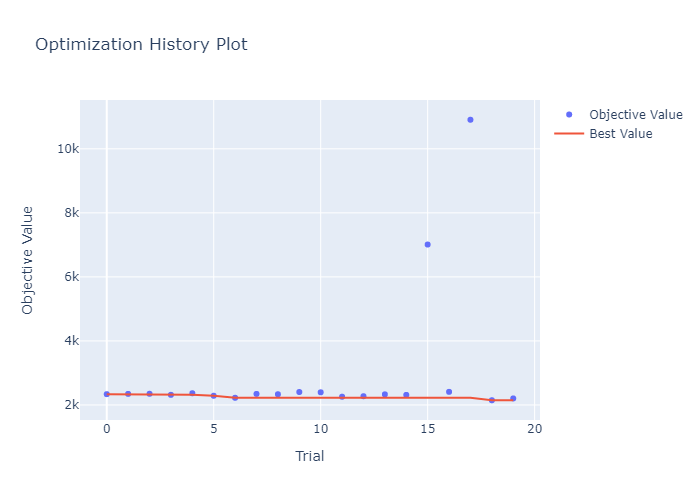 Optimization History Plot
Objective Value
Best Value
10k
8k
6k
4k
2k
Objective Value
0
5
10
15
20
Trial